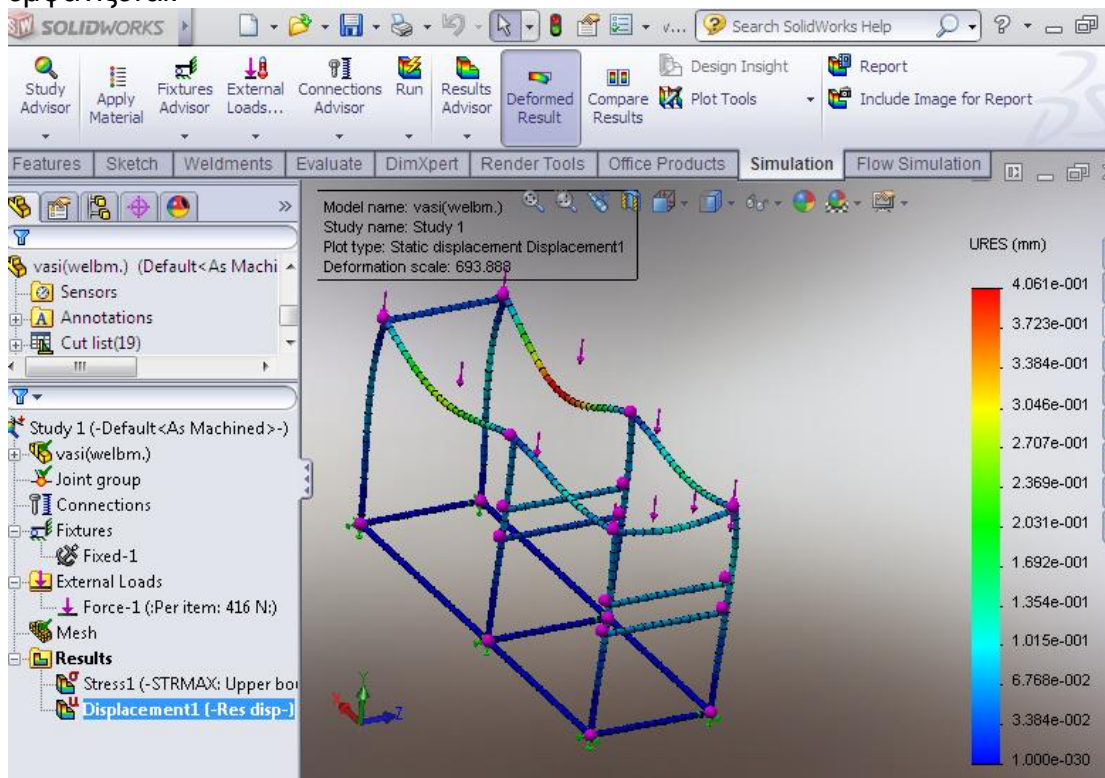 εμφανίζεται.
SOLIDWORKS
v...
Search SolidWorks Help
Study Advisor
Apply Material
Fixtures Advisor
External Loads...
Connections Advisor
Run
Results Advisor
Deformed Result
Compare Results
Design Insight
Plot Tools
Report
Include Image for Report
Features Sketch Weldments Evaluate DimXpert Render Tools Office Products Simulation Flow Simulation
vasi(welbm.) (Default<As Machi
Sensors
Annotations
Cut list(19)
Study 1 (-Default<As Machined>-)
vasi(welbm.)
Joint group
Connections
Fixtures
Fixed-1
External Loads
Force-1 (:Per item: 416 N:)
Mesh
Results
Stress1 (-STRMAX: Upper bou
Displacement1 (-Res disp-)
Model name: vasi(welbm.)
Study name: Study 1
Plot type: Static displacement Displacement1
Deformation scale: 693.888
Y
X
Z
URES (mm)
4.061e-001
3.723e-001
3.384e-001
3.046e-001
2.707e-001
2.369e-001
2.031e-001
1.692e-001
1.354e-001
1.015e-001
6.768e-002
3.384e-002
1.000e-030